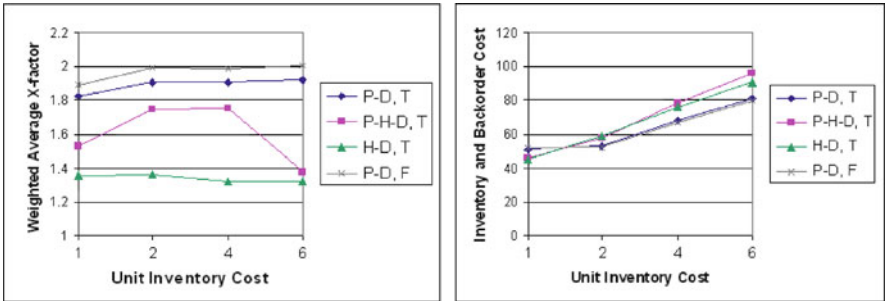 Weighted Average X-factor
2.2
2
1.8
1.6
1.4
1.2
1
1
2
4
6
Unit Inventory Cost
P-D, T
P-H-D, T
H-D, T
P-D, F
Inventory and Backorder Cost
120
100
80
60
40
20
0
1
2
4
6
Unit Inventory Cost
P-D, T
P-H-D, T
H-D, T
P-D, F